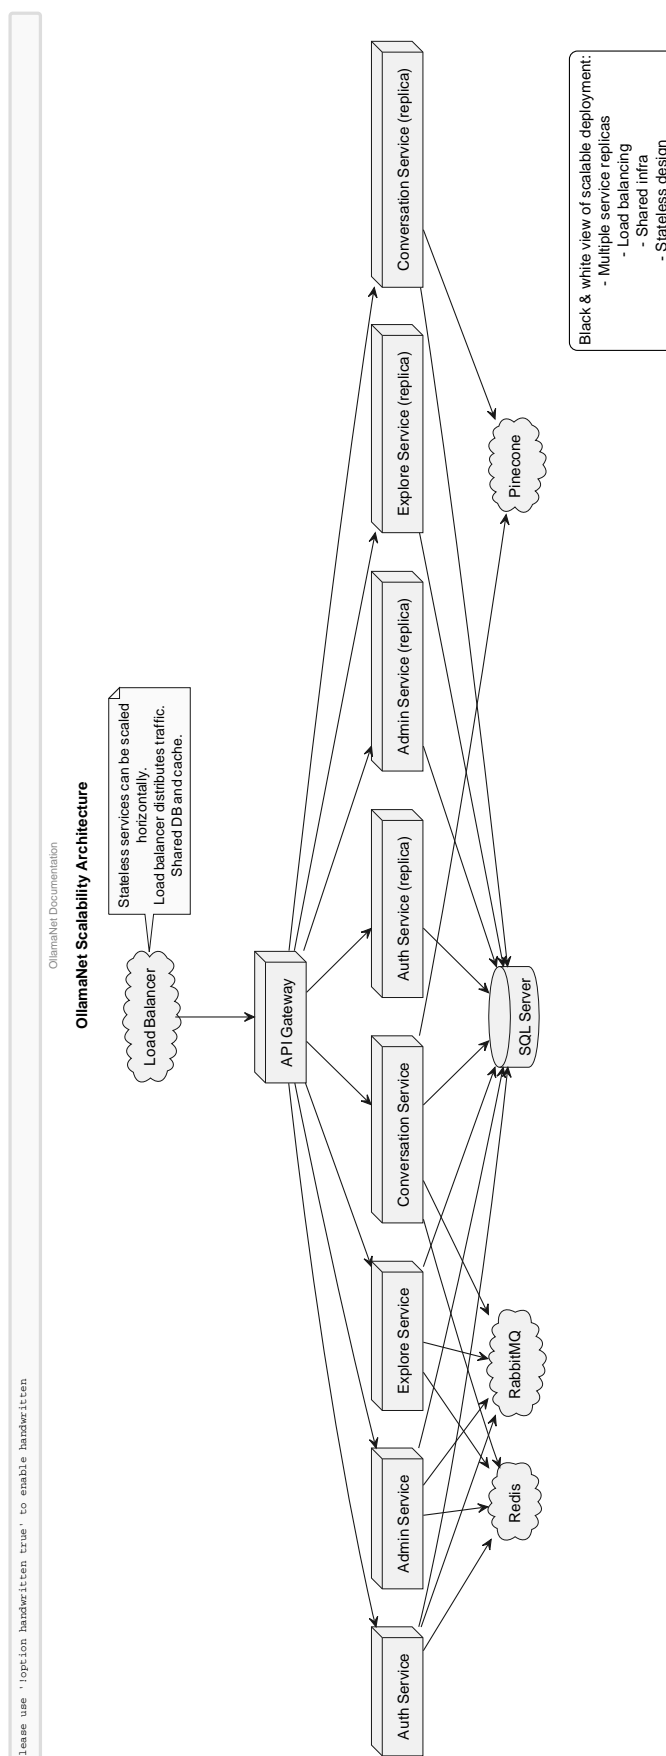 lease use '!option handwritten true' to enable handwritten
OllamaNet Documentation
OllamaNet Scalability Architecture
Load Balancer
Stateless services can be scaled
horizontally.
Load balancer distributes traffic.
Shared DB and cache.
API Gateway
Auth Service
Admin Service
Explore Service
Conversation Service
Auth Service (replica)
Admin Service (replica)
Explore Service (replica)
Conversation Service (replica)
Redis
RabbitMQ
SQL Server
Pinecone
Black & white view of scalable deployment:
- Multiple service replicas
- Load balancing
- Shared infra
- Stateless design